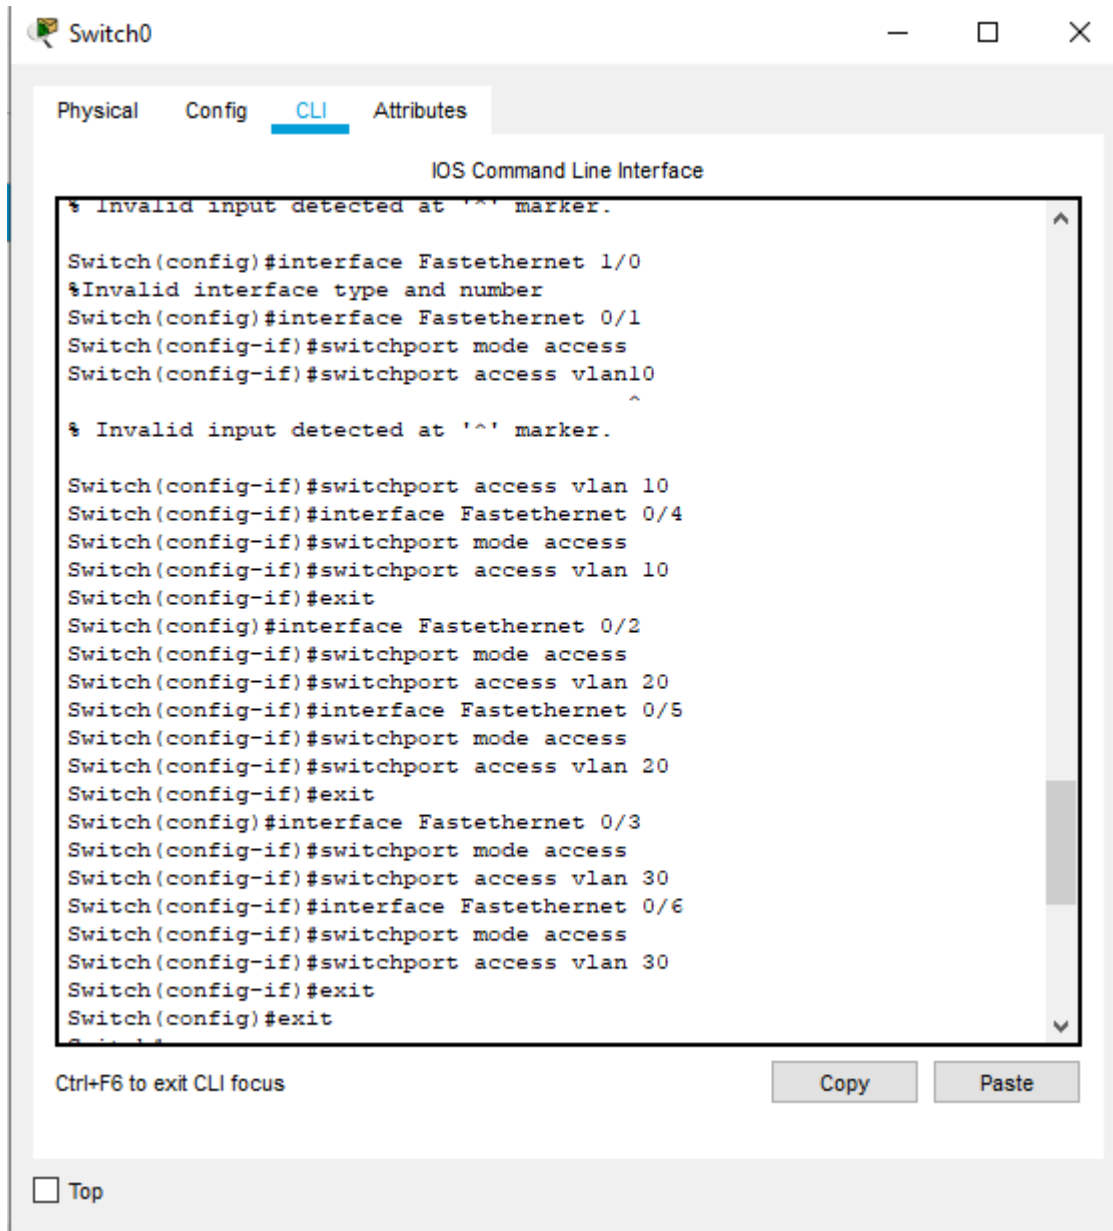 Switch0
Physical Config CLI Attributes
IOS Command Line Interface
% Invalid input detected at '^' marker.
Switch(config)#interface Fastethernet 1/0
%Invalid interface type and number
Switch(config)#interface Fastethernet 0/1
Switch(config-if)#switchport mode access
Switch(config-if)#switchport access vlan10
^
% Invalid input detected at '^' marker.
Switch(config-if)#switchport access vlan 10
Switch(config-if)#interface Fastethernet 0/4
Switch(config-if)#switchport mode access
Switch(config-if)#switchport access vlan 10
Switch(config-if)#exit
Switch(config)#interface Fastethernet 0/2
Switch(config-if)#switchport mode access
Switch(config-if)#switchport access vlan 20
Switch(config-if)#interface Fastethernet 0/5
Switch(config-if)#switchport mode access
Switch(config-if)#switchport access vlan 20
Switch(config-if)#exit
Switch(config)#interface Fastethernet 0/3
Switch(config-if)#switchport mode access
Switch(config-if)#switchport access vlan 30
Switch(config-if)#interface Fastethernet 0/6
Switch(config-if)#switchport mode access
Switch(config-if)#switchport access vlan 30
Switch(config-if)#exit
Switch(config)#exit
Ctrl+F6 to exit CLI focus
Copy Paste
Top